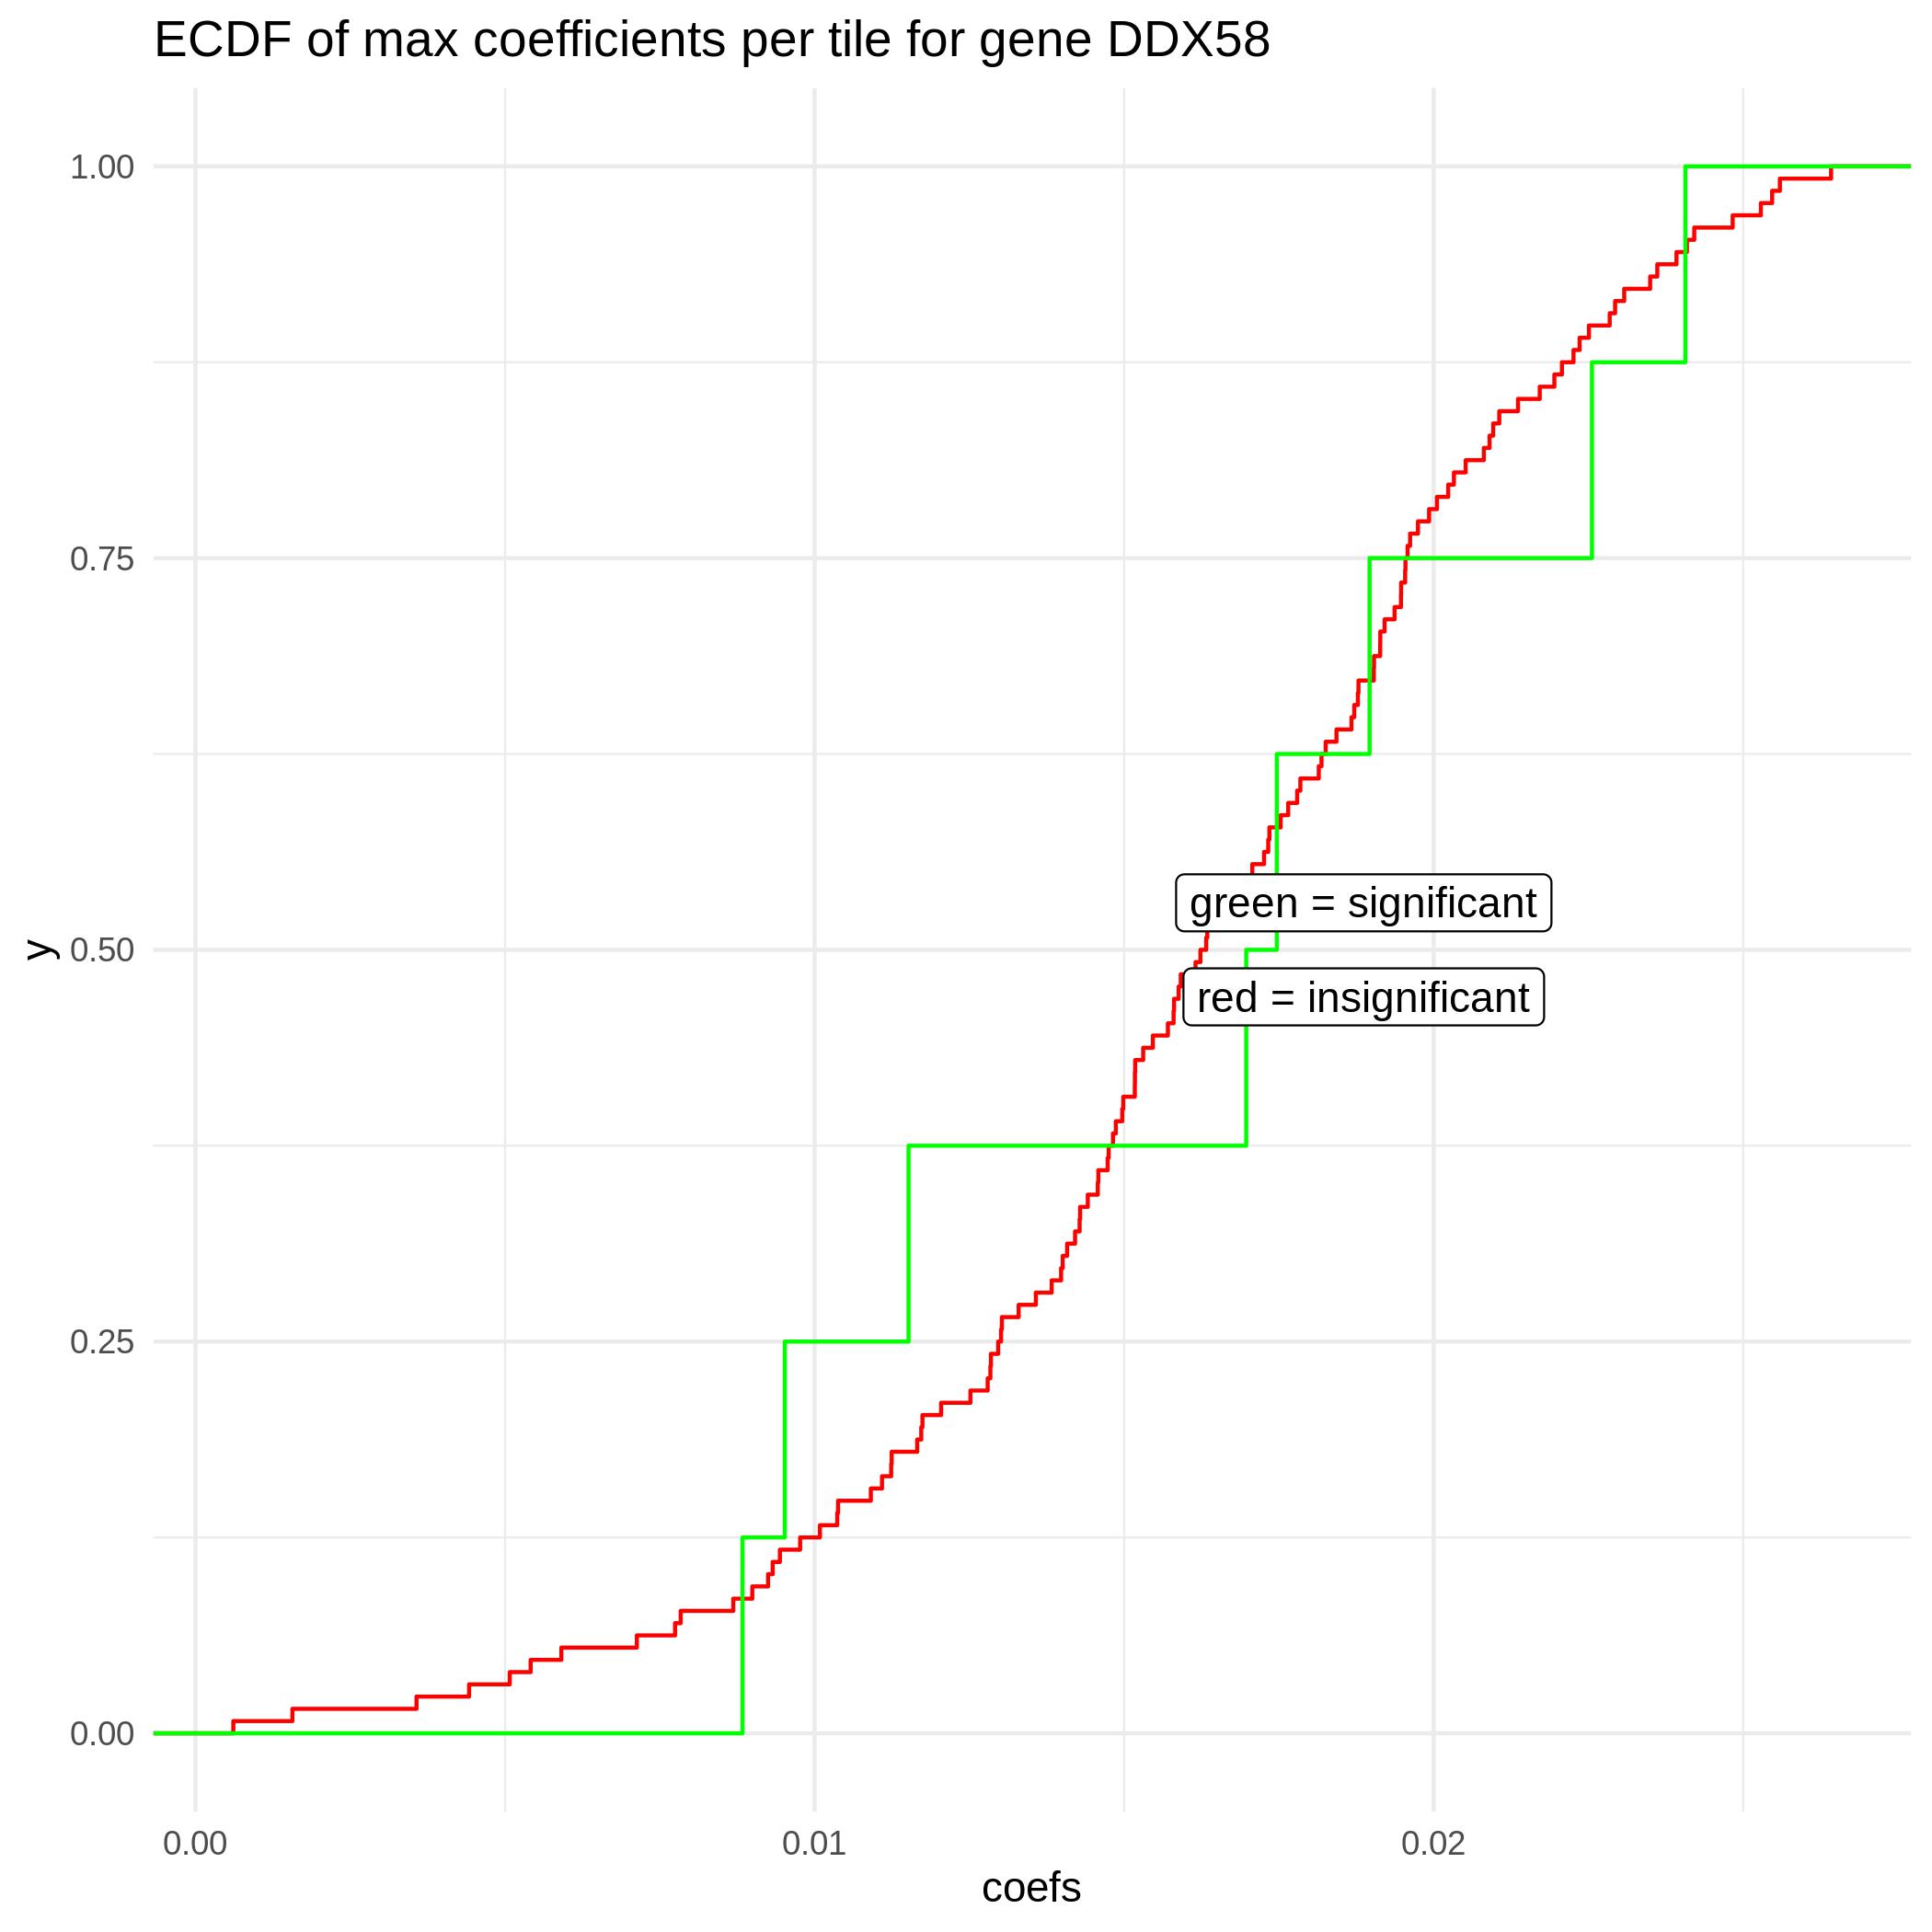 ECDF of max coefficients per tile for gene DDX58
1.00
0.75
0.50
0.25
0.00
y
green = significant
red = insignificant
0.00 0.01 0.02
coefs